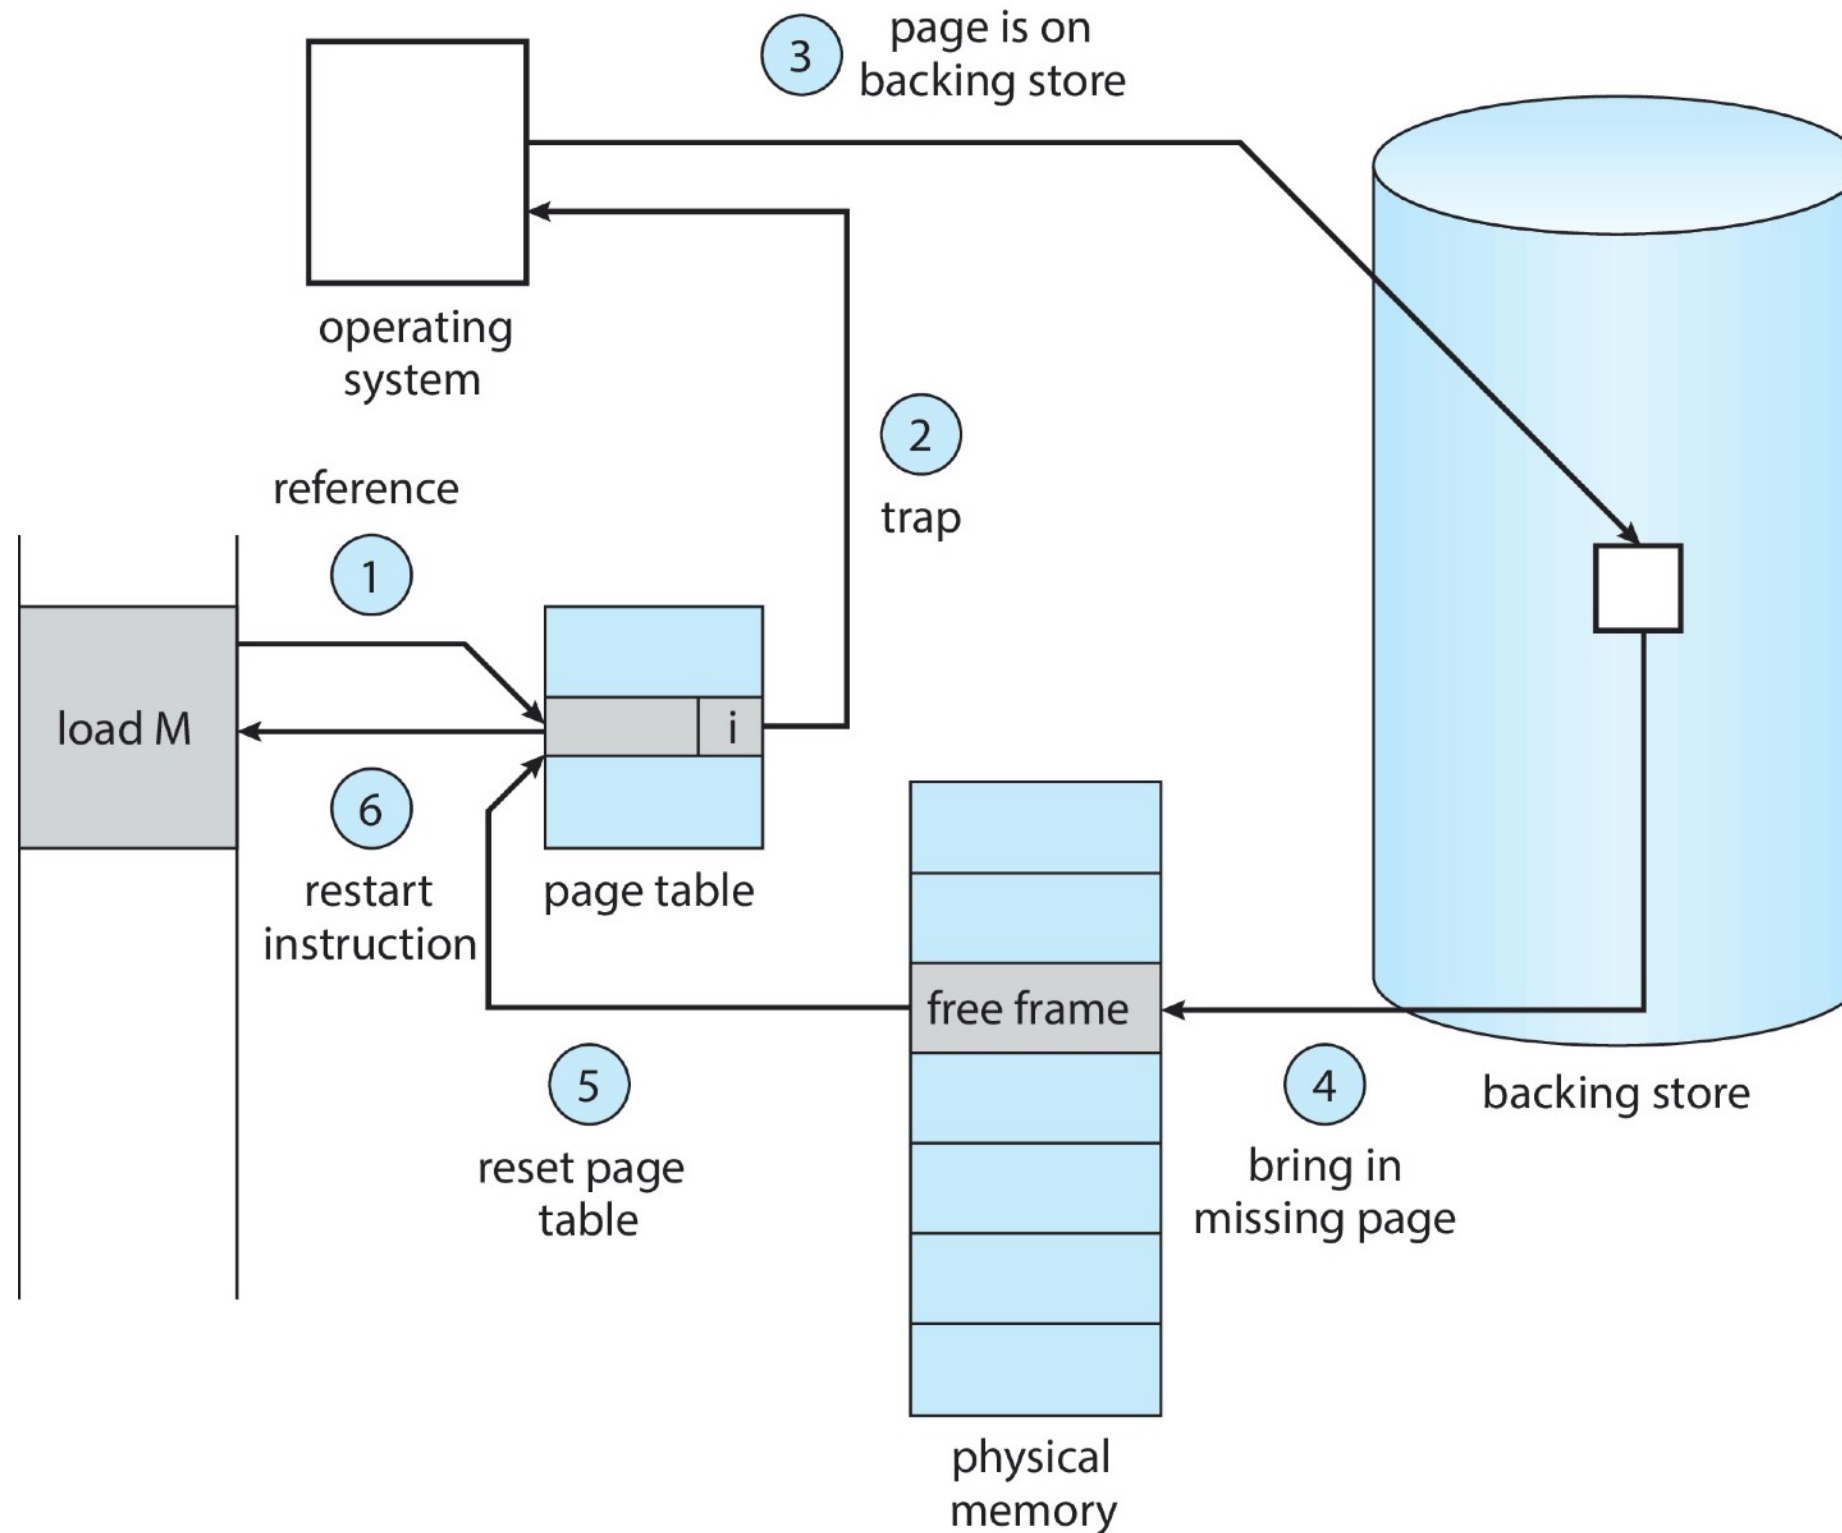 3
page is on
backing store
operating
system
2
trap
reference
1
load M
i
6
restart
instruction
page table
free frame
5
reset page
table
4
bring in
missing page
backing store
physical
memory